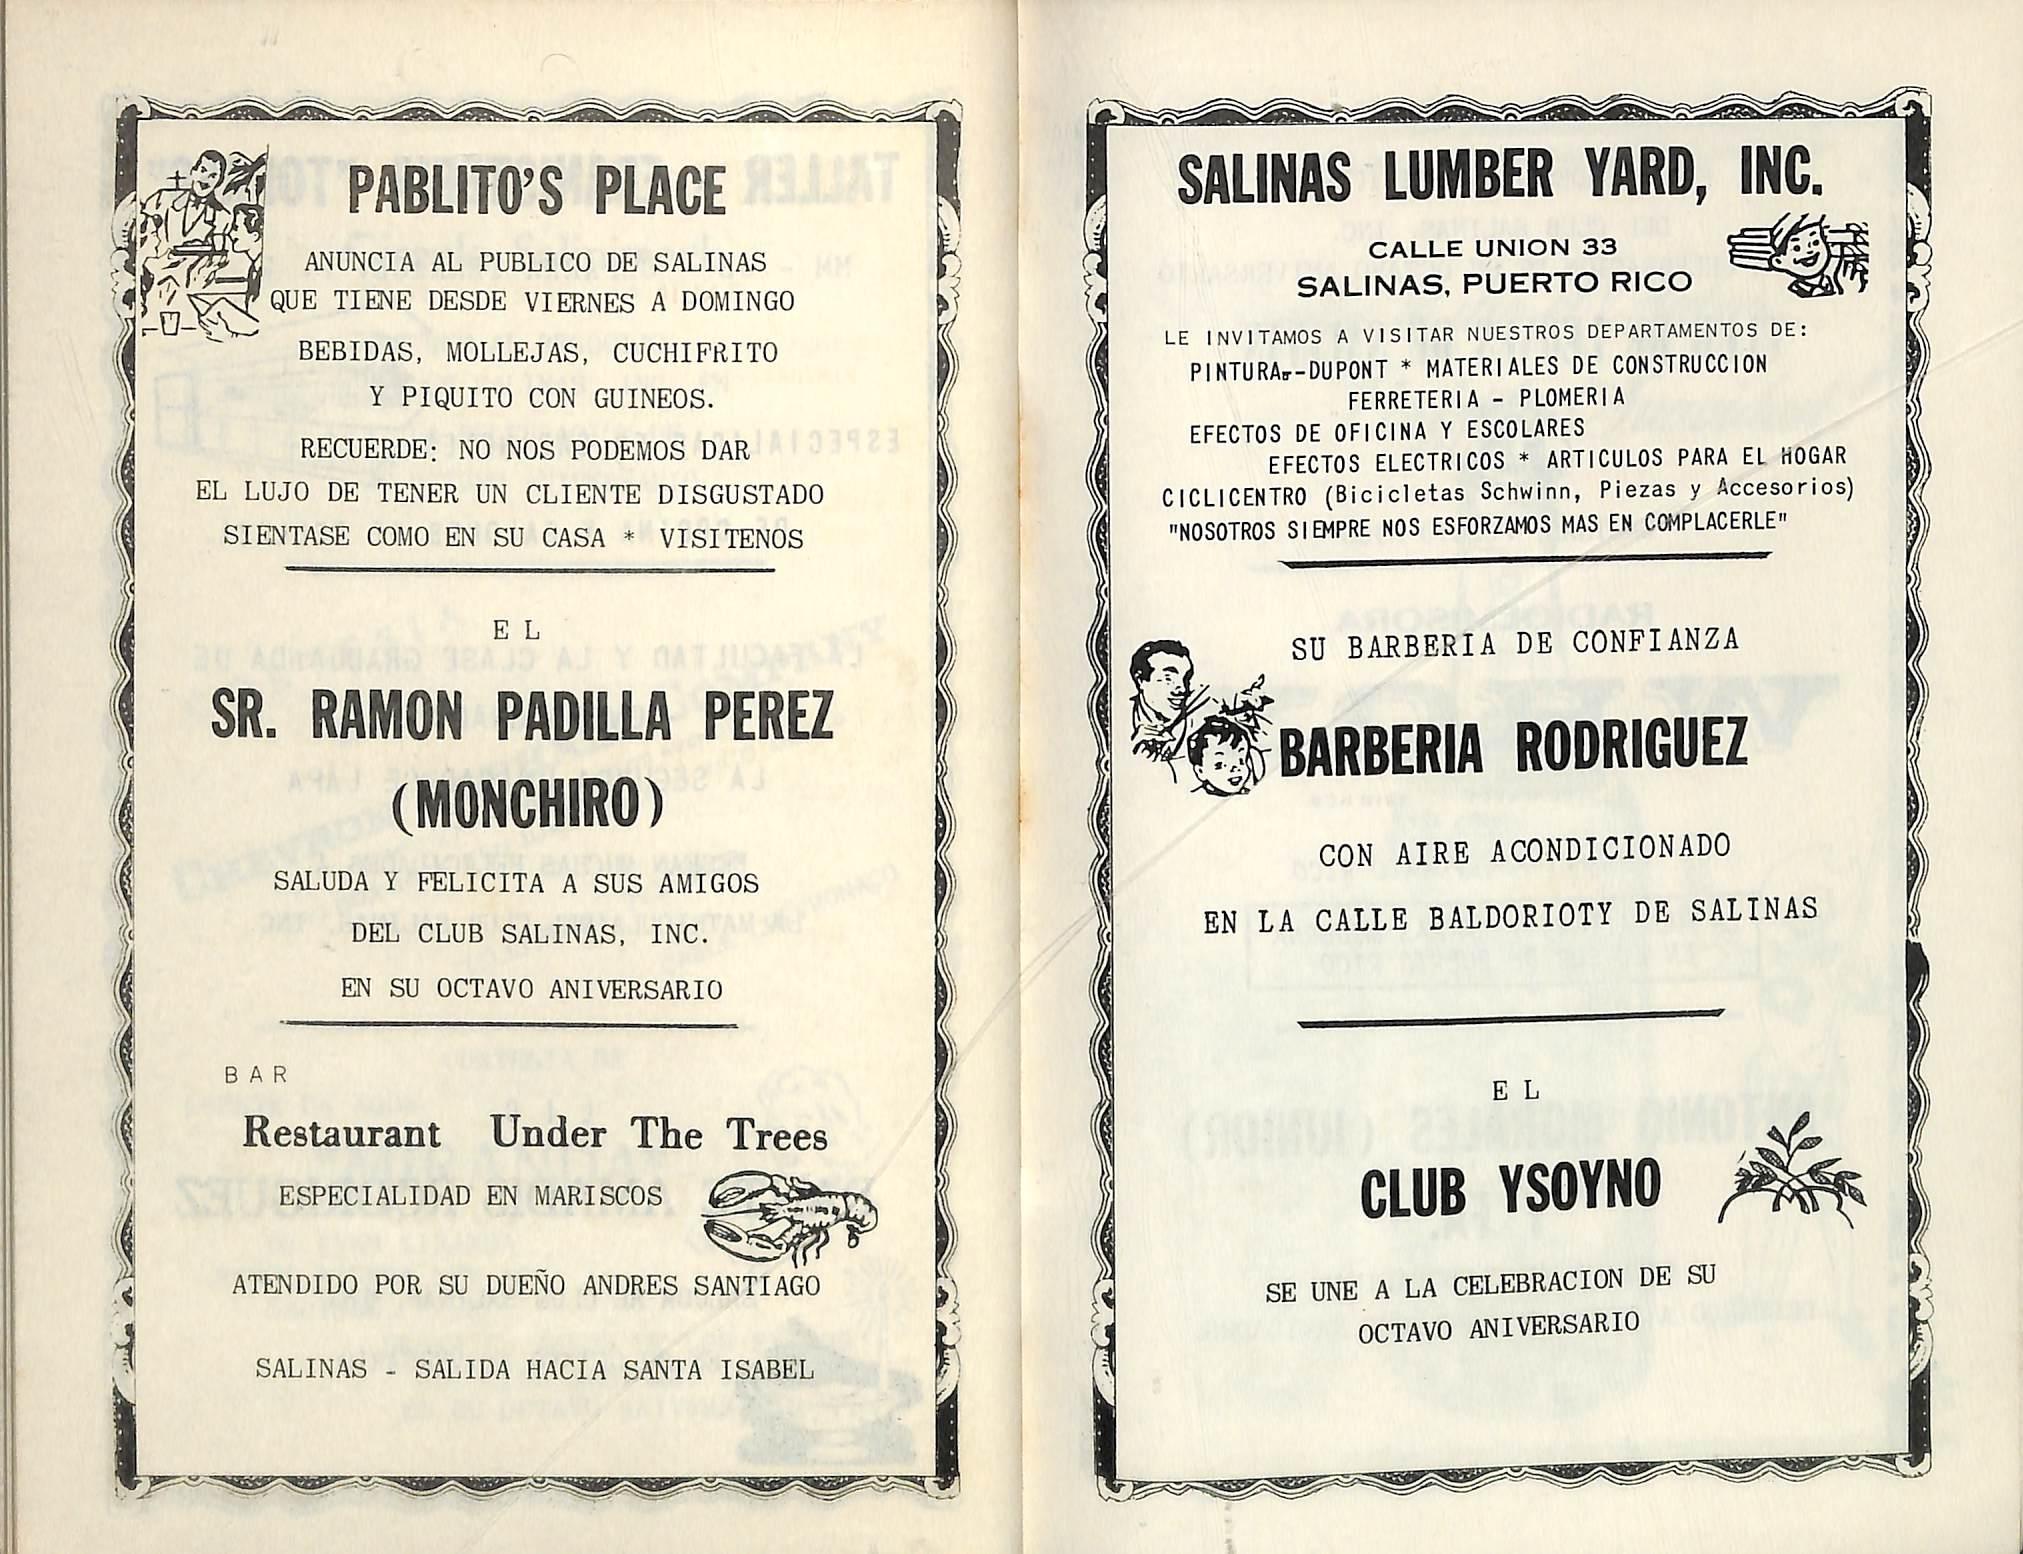 PABLITO'S PLACE
ANUNCIA AL PUBLICO DE SALINAS
QUE TIENE DESDE VIERNES A DOMINGO
BEBIDAS, MOLLEJAS, CUCHIFRITO
Y PIQUITO CON GUINEOS.
RECUERDE: NO NOS PODEMOS DAR
EL LUJO DE TENER UN CLIENTE DISGUSTADO
SIENTASE COMO EN SU CASA * VISITENOS
EL
SR. RAMON PADILLA PEREZ
(MONCHIRO)
SALUDA Y FELICITA A SUS AMIGOS
DEL CLUB SALINAS, INC.
EN SU OCTAVO ANIVERSARIO
BAR
Restaurant Under The Trees
ESPECIALIDAD EN MARISCOS
ATENDIDO POR SU DUEÑO ANDRES SANTIAGO
SALINAS - SALIDA HACIA SANTA ISABEL
SALINAS LUMBER YARD, INC.
CALLE UNION 33
SALINAS, PUERTO RICO
LE INVITAMOS A VISITAR NUESTROS DEPARTAMENTOS DE:
PINTURAS-DUPONT * MATERIALES DE CONSTRUCCION
FERRETERIA - PLOMERIA
EFECTOS DE OFICINA Y ESCOLARES
EFECTOS ELECTRICOS * ARTICULOS PARA EL HOGAR
CICLICENTRO (Bicicletas Schwinn, Piezas y Accesorios)
"NOSOTROS SIEMPRE NOS ESFORZAMOS MAS EN COMPLACERLE"
SU BARBERIA DE CONFIANZA
BARBERIA RODRIGUEZ
CON AIRE ACONDICIONADO
EN LA CALLE BALDORIOTY DE SALINAS
EL
CLUB YSOYNO
SE UNE A LA CELEBRACION DE SU
OCTAVO ANIVERSARIO